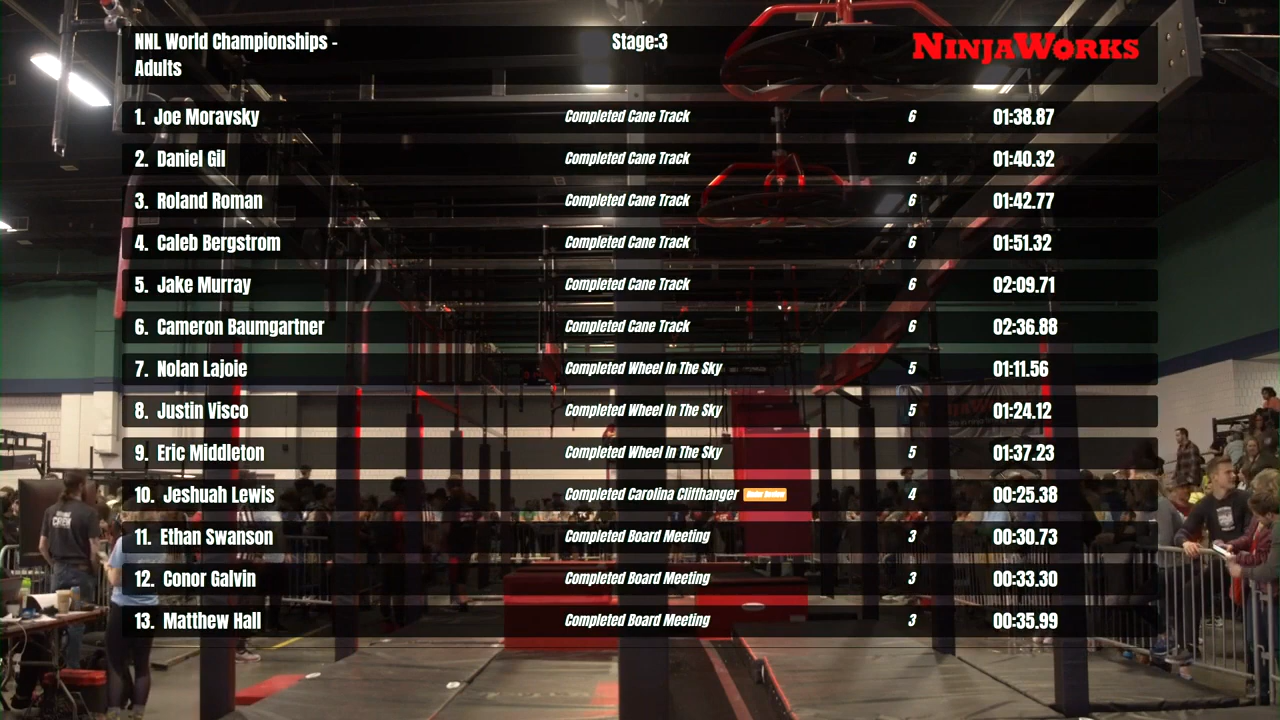 NNL World Championships - Stage:3 NINJAWORKS
Adults
1. Joe Moravsky Completed Cane Track 6 01:38.87
2. Daniel Gil Completed Cane Track 6 01:40.32
3. Roland Roman Completed Cane Track 6 01:42.77
4. Caleb Bergstrom Completed Cane Track 6 01:51.32
5. Jake Murray Completed Cane Track 6 02:09.71
6. Cameron Baumgartner Completed Cane Track 6 02:36.88
7. Nolan Lajoie Completed Wheel In The Sky 5 01:11.56
8. Justin Visco Completed Wheel In The Sky 5 01:24.12
9. Eric Middleton Completed Wheel In The Sky 5 01:37.23
10. Jeshuah Lewis Completed Carolina Cliffhanger Under Review 4 00:25.38
11. Ethan Swanson Completed Board Meeting 3 00:30.73
12. Conor Galvin Completed Board Meeting 3 00:33.30
13. Matthew Hall Completed Board Meeting 3 00:35.99